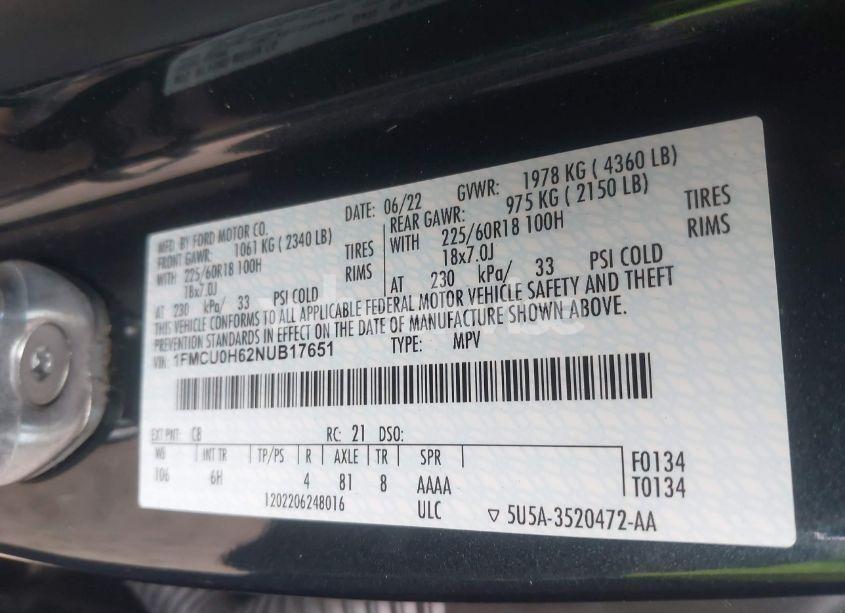 MFD. BY FORD MOTOR CO. DATE: 06/22 GVWR: 1978 KG ( 4360 LB)
FRONT GAWR: 1061 KG ( 2340 LB) REAR GAWR: 975 KG ( 2150 LB)
WITH 225/60R18 100H TIRES WITH 225/60R18 100H TIRES
18x7.0J RIMS 18x7.0J RIMS
AT 230 kPa/ 33 PSI COLD AT 230 kPa/ 33 PSI COLD
THIS VEHICLE CONFORMS TO ALL APPLICABLE FEDERAL MOTOR VEHICLE SAFETY AND THEFT
PREVENTION STANDARDS IN EFFECT ON THE DATE OF MANUFACTURE SHOWN ABOVE.
VIN: 1FMCU0H62NUB17651 TYPE: MPV
EXT PNT: C8 RC: 21 DSO:
WB INT TR TP/PS R AXLE TR SPR F0134
106 6H 4 81 8 AAAA T0134
1202206248016 ULC ▽ 5U5A-3520472-AA